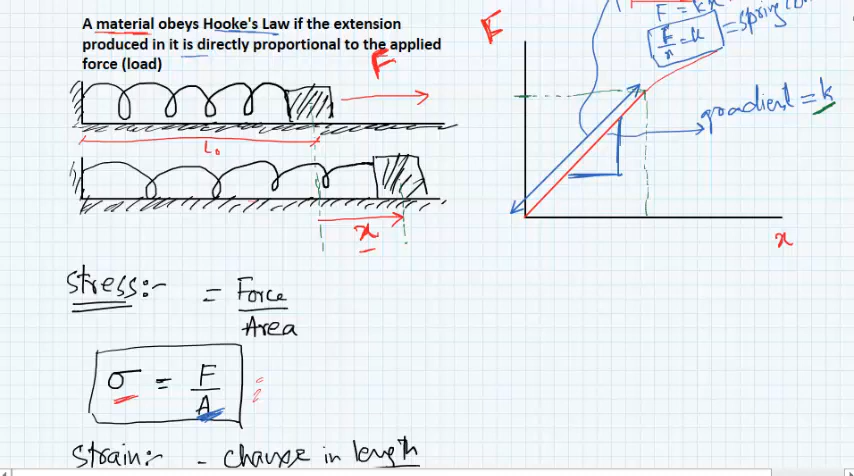 A material obeys Hooke's Law if the extension
produced in it is directly proportional to the applied
force (load)
F
L₀
x
F
F = kx
F/x = k = spring
gradient = k
x
Stress:- = Force/Area
σ = F/A
Strain:- - change in length